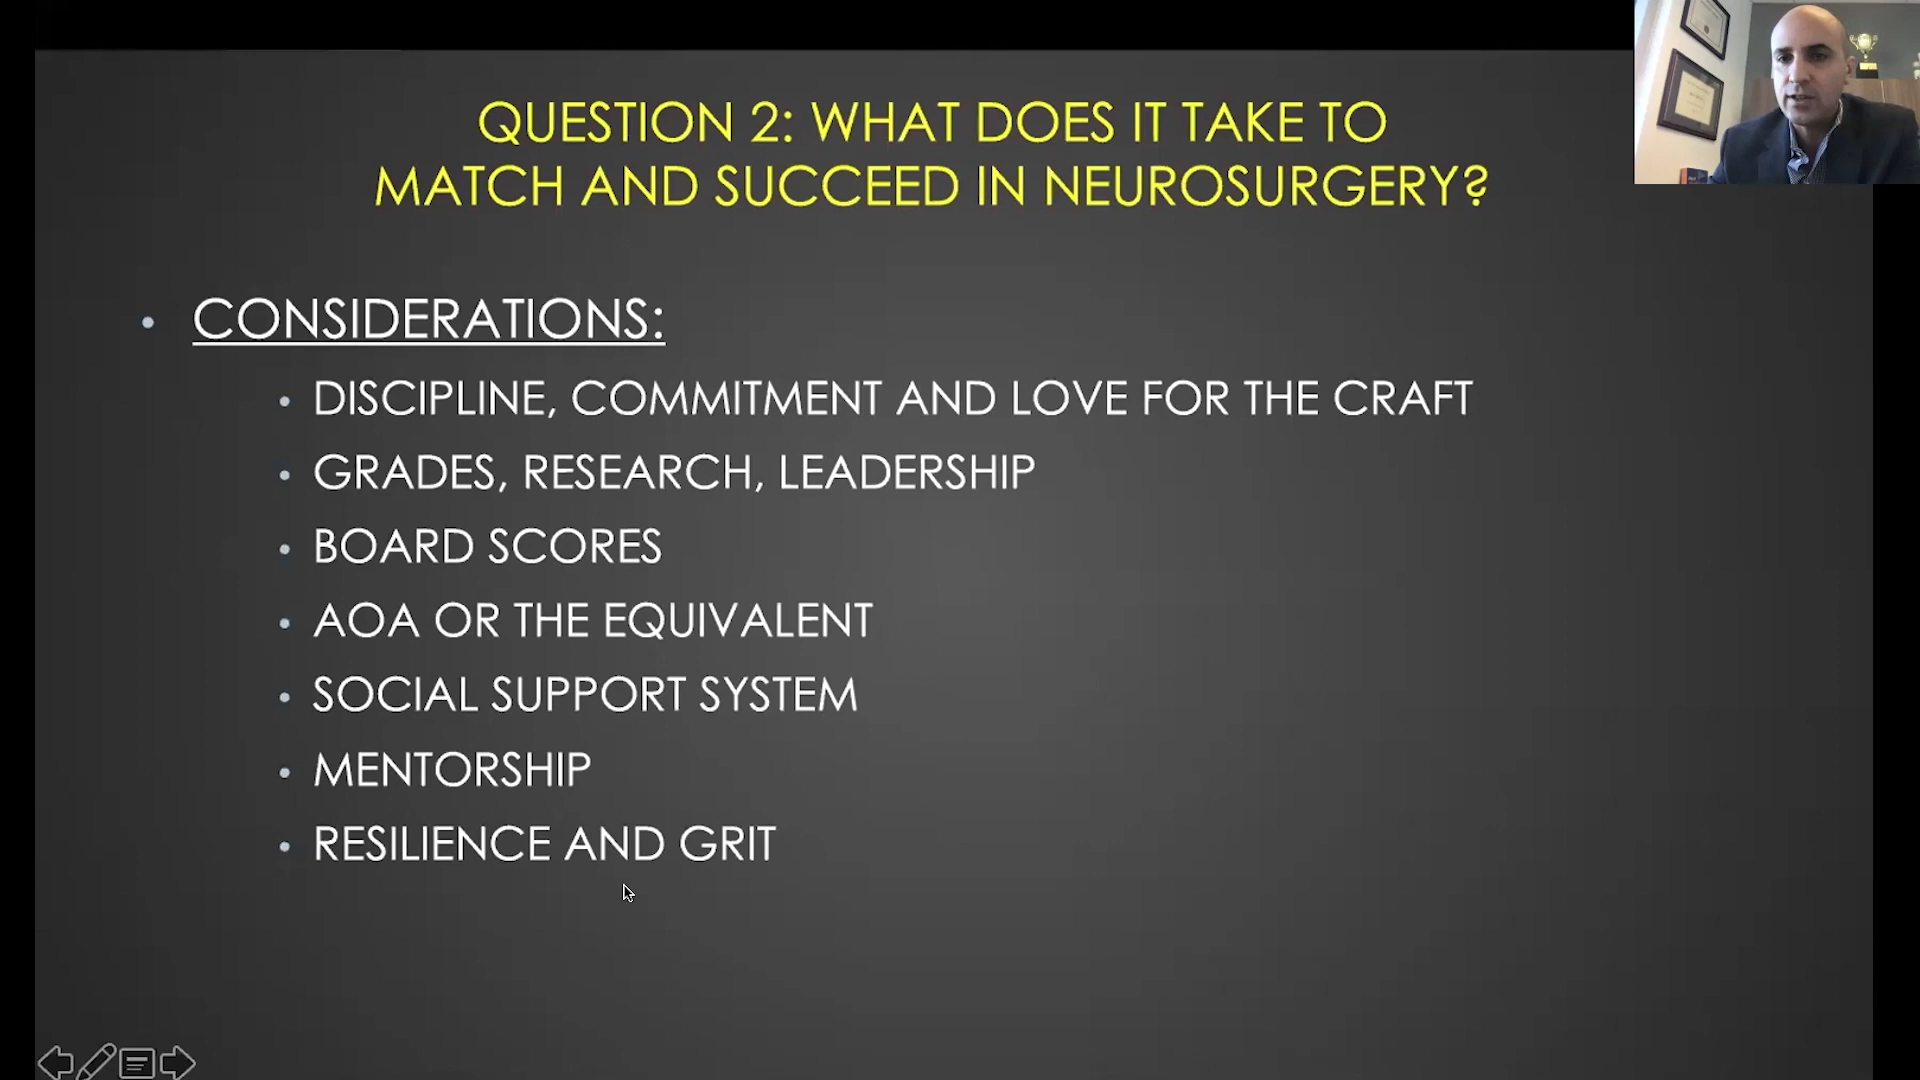 QUESTION 2: WHAT DOES IT TAKE TO
MATCH AND SUCCEED IN NEUROSURGERY?
• CONSIDERATIONS:
• DISCIPLINE, COMMITMENT AND LOVE FOR THE CRAFT
• GRADES, RESEARCH, LEADERSHIP
• BOARD SCORES
• AOA OR THE EQUIVALENT
• SOCIAL SUPPORT SYSTEM
• MENTORSHIP
• RESILIENCE AND GRIT